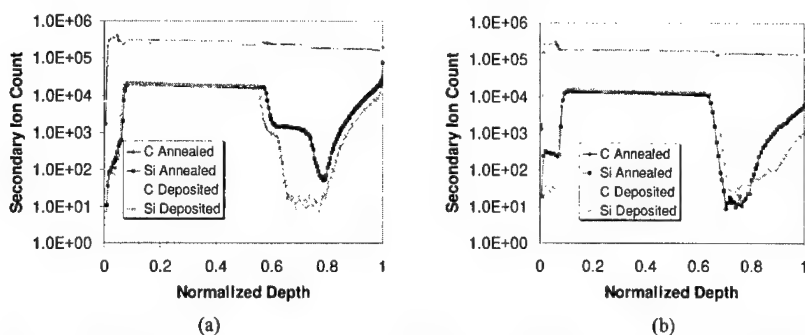 Secondary Ion Count
1.0E+06
1.0E+05
1.0E+04
1.0E+03
1.0E+02
1.0E+01
1.0E+00
C Annealed
Si Annealed
C Deposited
Si Deposited
0 0.2 0.4 0.6 0.8 1
Normalized Depth
(a)
Secondary Ion Count
1.0E+06
1.0E+05
1.0E+04
1.0E+03
1.0E+02
1.0E+01
1.0E+00
C Annealed
Si Annealed
C Deposited
Si Deposited
0 0.2 0.4 0.6 0.8 1
Normalized Depth
(b)